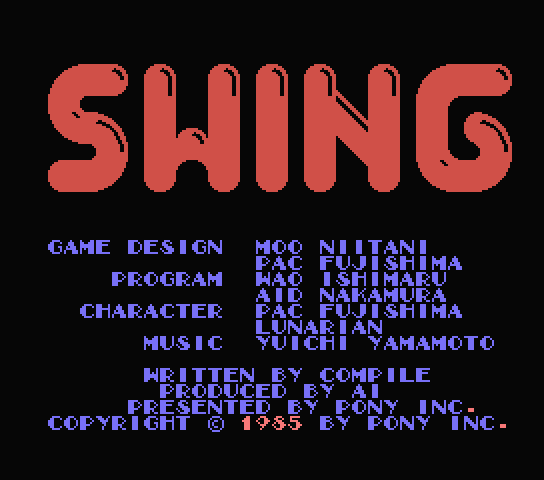 SWING
GAME DESIGN MOO NIITANI
PAC FUJISHIMA
PROGRAM WAO ISHIMARU
AID NAKAMURA
CHARACTER PAC FUJISHIMA
LUNARIAN
MUSIC YUICHI YAMAMOTO
WRITTEN BY COMPILE
PRODUCED BY AI
PRESENTED BY PONY INC.
COPYRIGHT © 1985 BY PONY INC.